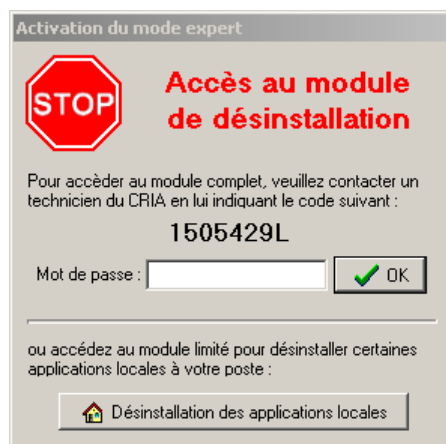 Activation du mode expert
STOP
Accès au module
de désinstallation
Pour accèder au module complet, veuillez contacter un
technicien du CRIA en lui indiquant le code suivant :
1505429L
Mot de passe :
OK
ou accédez au module limité pour désinstaller certaines
applications locales à votre poste :
Désinstallation des applications locales